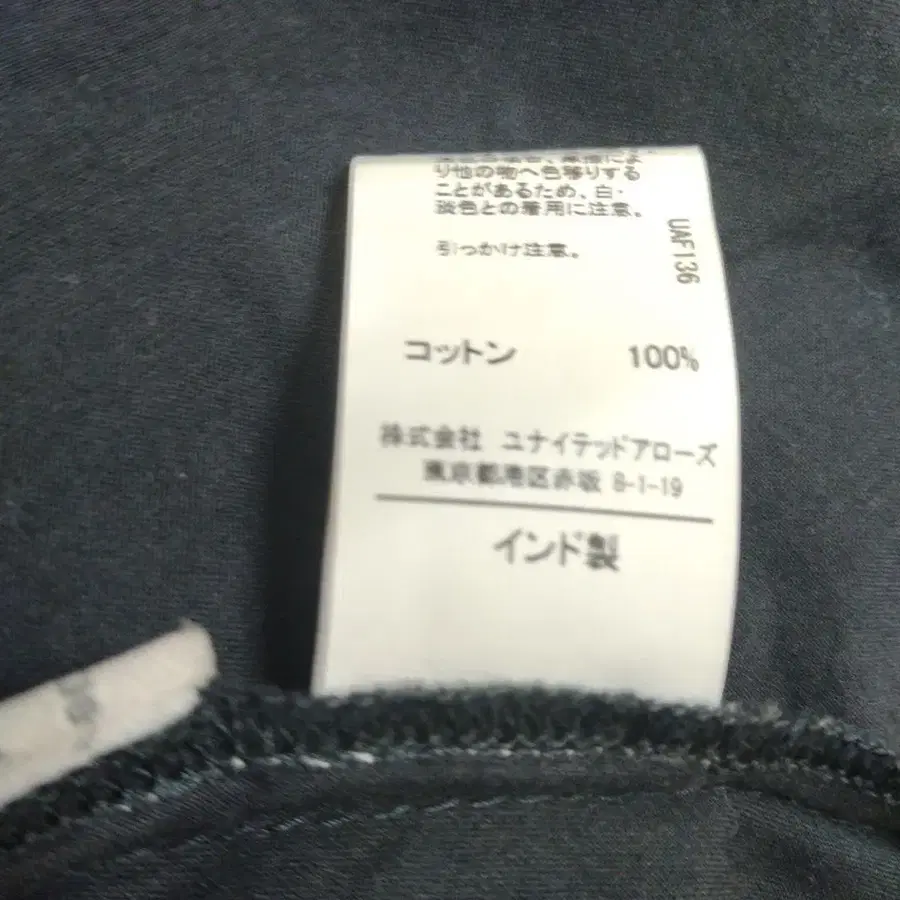 り他の物へ色移りする
ことがあるため、白・
淡色との着用に注意。
引っかけ注意。
UAF136
コットン 100%
株式会社 ユナイテッドアローズ
東京都港区赤坂 8-1-19
インド製